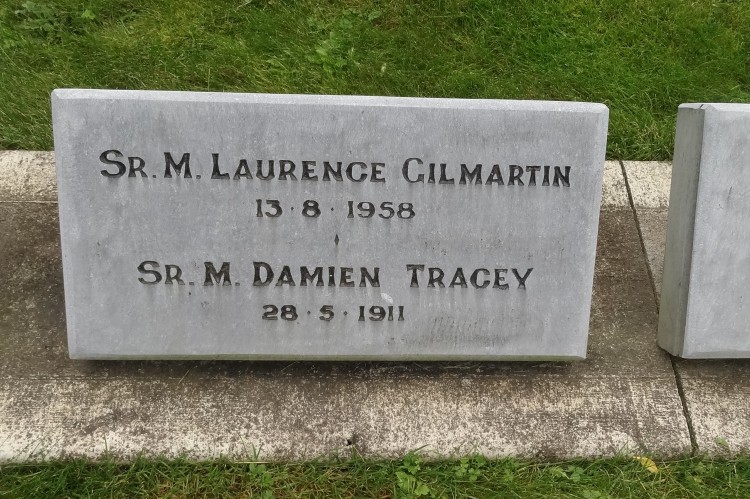 Sr. M. Laurence Gilmartin
13·8·1958
Sr. M. Damien Tracey
28·5·1911